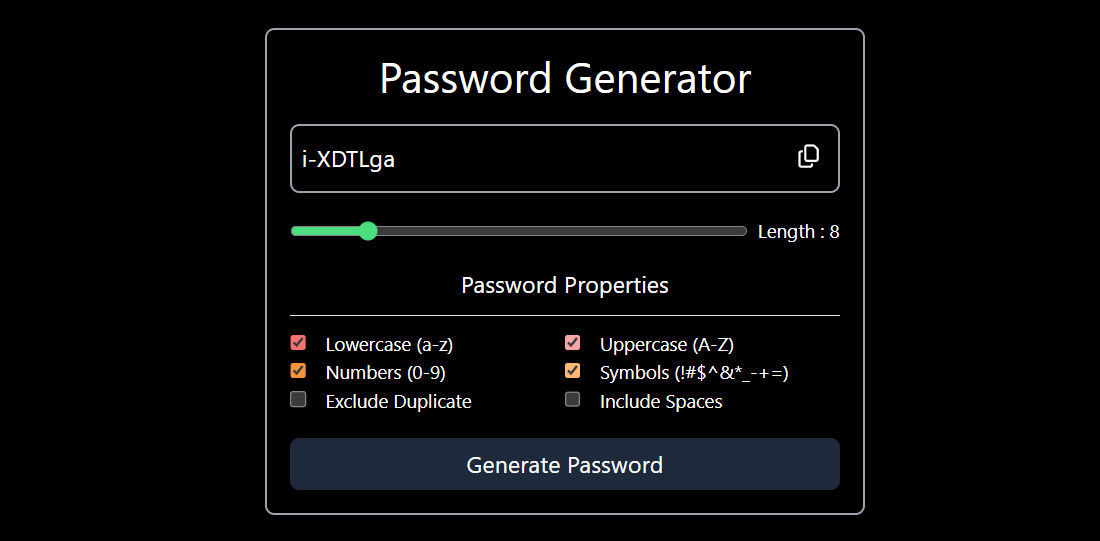 Password Generator
i-XDTLga
Length : 8
Password Properties
Lowercase (a-z)
Uppercase (A-Z)
Numbers (0-9)
Symbols (!#$^&*_-+=)
Exclude Duplicate
Include Spaces
Generate Password